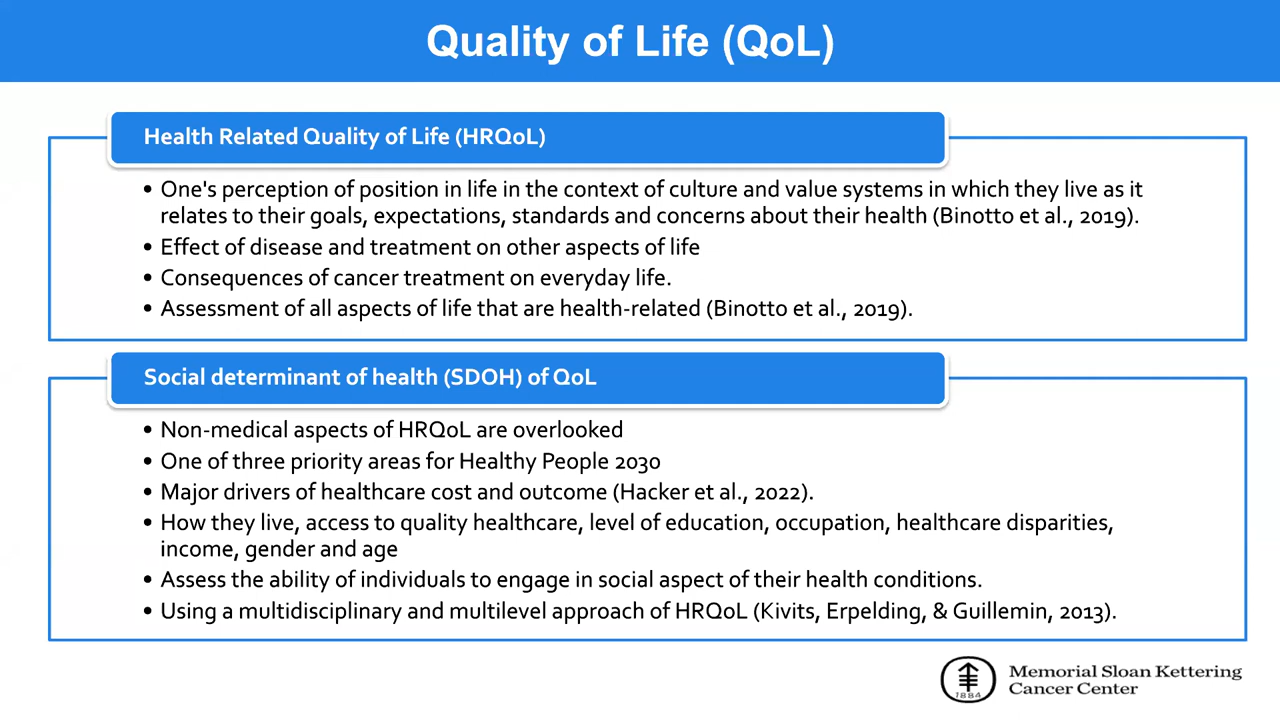 Quality of Life (QoL)
Health Related Quality of Life (HRQoL)
• One's perception of position in life in the context of culture and value systems in which they live as it
relates to their goals, expectations, standards and concerns about their health (Binotto et al., 2019).
• Effect of disease and treatment on other aspects of life
• Consequences of cancer treatment on everyday life.
• Assessment of all aspects of life that are health-related (Binotto et al., 2019).
Social determinant of health (SDOH) of QoL
• Non-medical aspects of HRQoL are overlooked
• One of three priority areas for Healthy People 2030
• Major drivers of healthcare cost and outcome (Hacker et al., 2022).
• How they live, access to quality healthcare, level of education, occupation, healthcare disparities,
income, gender and age
• Assess the ability of individuals to engage in social aspect of their health conditions.
• Using a multidisciplinary and multilevel approach of HRQoL (Kivits, Erpelding, & Guillemin, 2013).
1884
Memorial Sloan Kettering
Cancer Center